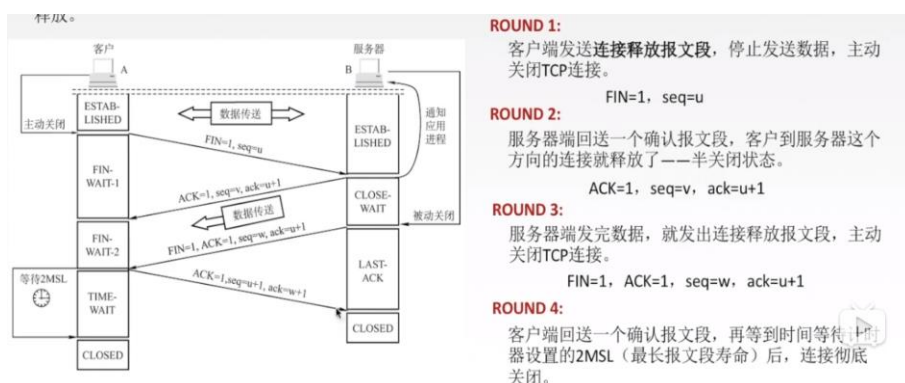 释放。
客户
服务器
A
B
ESTAB-
LISHED
数据传送
通知
应用
进程
主动关闭
FIN=1, seq=u
ESTAB-
LISHED
FIN-
WAIT-1
ACK=1, seq=v, ack=u+1
CLOSE-
WAIT
数据传送
被动关闭
FIN-
WAIT-2
FIN=1, ACK=1, seq=w, ack=u+1
等待2MSL
ACK=1,seq=u+1, ack=w+1
LAST-
ACK
TIME-
WAIT
CLOSED
CLOSED
ROUND 1:
客户端发送连接释放报文段，停止发送数据，主动
关闭TCP连接。
FIN=1，seq=u
ROUND 2:
服务器端回送一个确认报文段，客户到服务器这个
方向的连接就释放了——半关闭状态。
ACK=1，seq=v，ack=u+1
ROUND 3:
服务器端发完数据，就发出连接释放报文段，主动
关闭TCP连接。
FIN=1，ACK=1，seq=w，ack=u+1
ROUND 4:
客户端回送一个确认报文段，再等到时间等待计时
器设置的2MSL（最长报文段寿命）后，连接彻底
关闭。